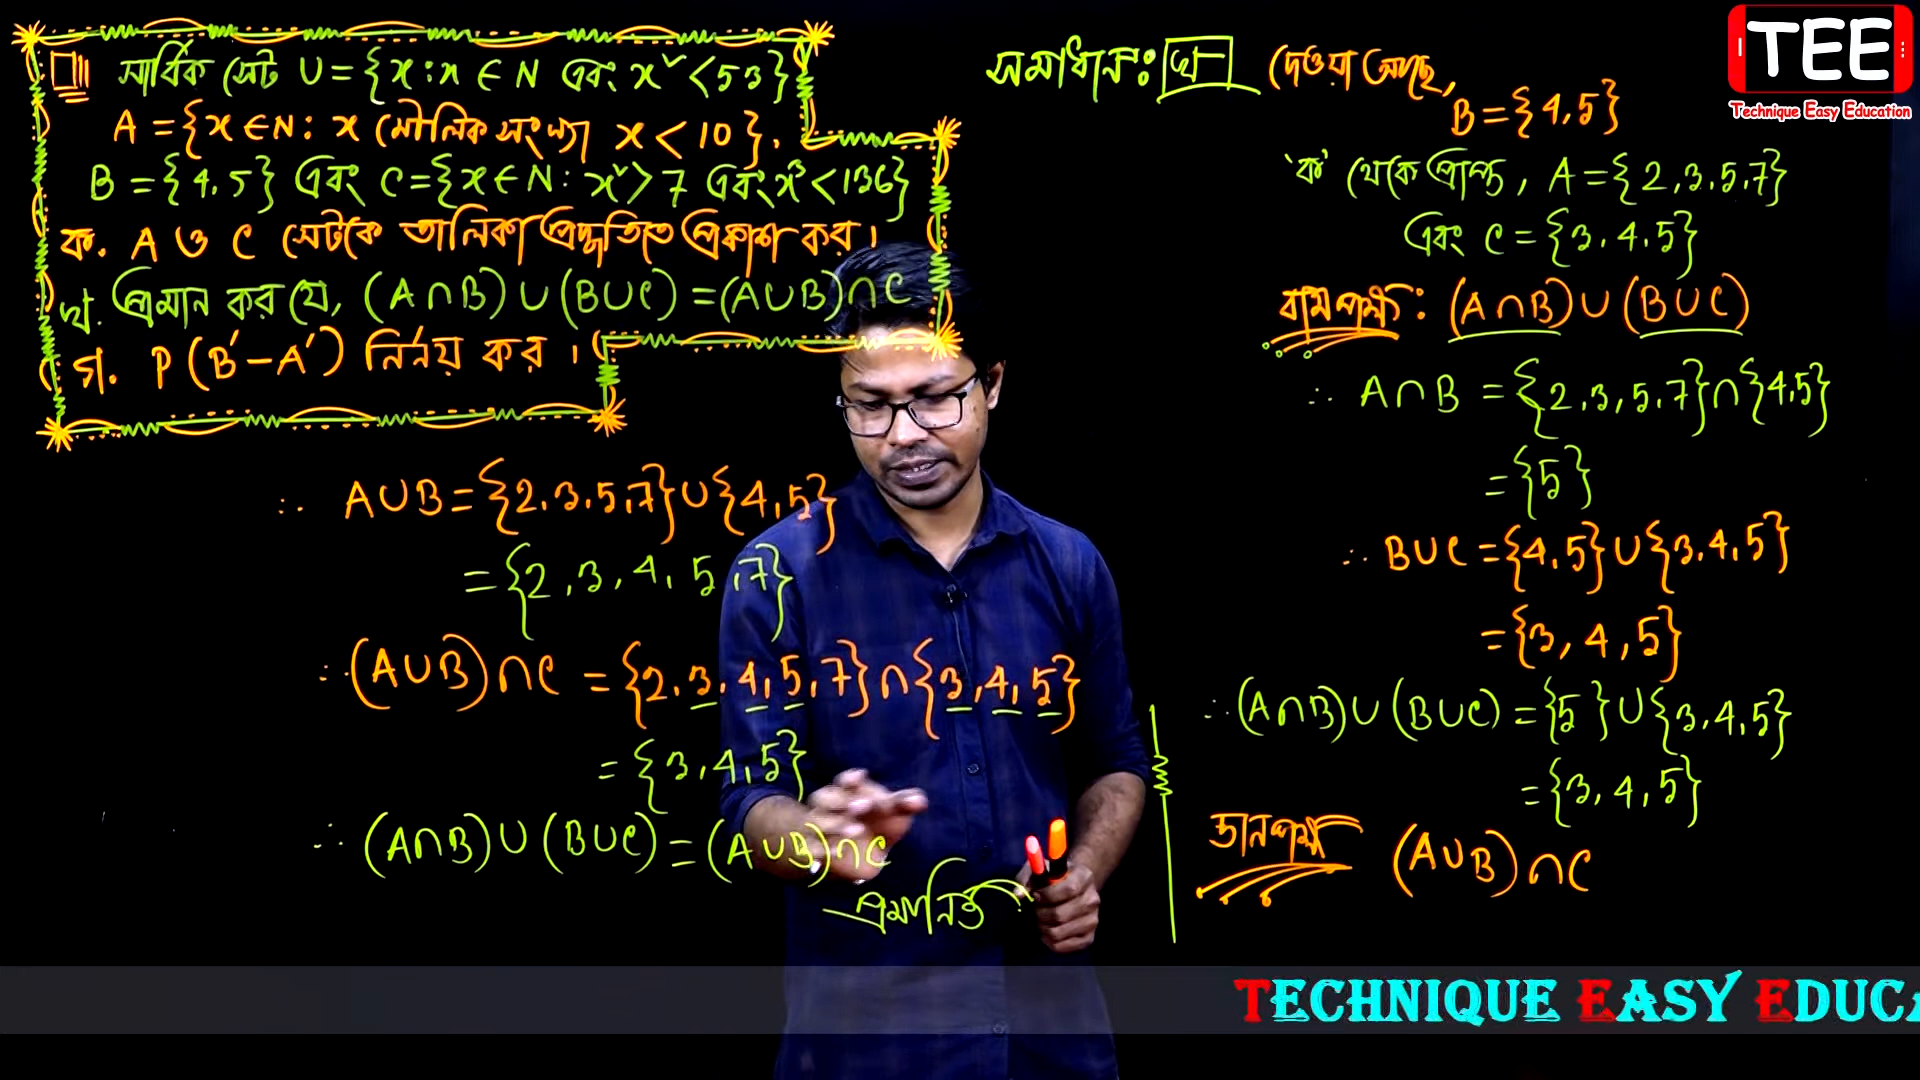 সার্বিক সেট U = {x : x ∈ N এবং x² < 53}
A = {x ∈ N : x মৌলিক সংখ্যা x < 10},
B = {4, 5} এবং C = {x ∈ N : x² > 7 এবং x³ < 136}
ক. A ও C সেটকে তালিকা পদ্ধতিতে প্রকাশ কর।
খ. প্রমান কর যে, (A∩B)∪(B∪C) = (A∪B)∩C
গ. P(B′−A′) নির্নয় কর।
∴ A∪B = {2,3,5,7}∪{4,5}
= {2,3,4,5,7}
∴ (A∪B)∩C = {2,3,4,5,7}∩{3,4,5}
= {3,4,5}
∴ (A∩B)∪(B∪C) = (A∪B)∩C
প্রমানিত
সমাধান: খ দেওয়া আছে,
B = {4,5}
'ক' থেকে প্রাপ্ত, A = {2,3,5,7}
এবং C = {3,4,5}
বামপক্ষ: (A∩B)∪(B∪C)
∴ A∩B = {2,3,5,7}∩{4,5}
= {5}
∴ B∪C = {4,5}∪{3,4,5}
= {3,4,5}
∴ (A∩B)∪(B∪C) = {5}∪{3,4,5}
= {3,4,5}
ডানপক্ষ (A∪B)∩C
TEE
Technique Easy Education
TECHNIQUE EASY EDUCA